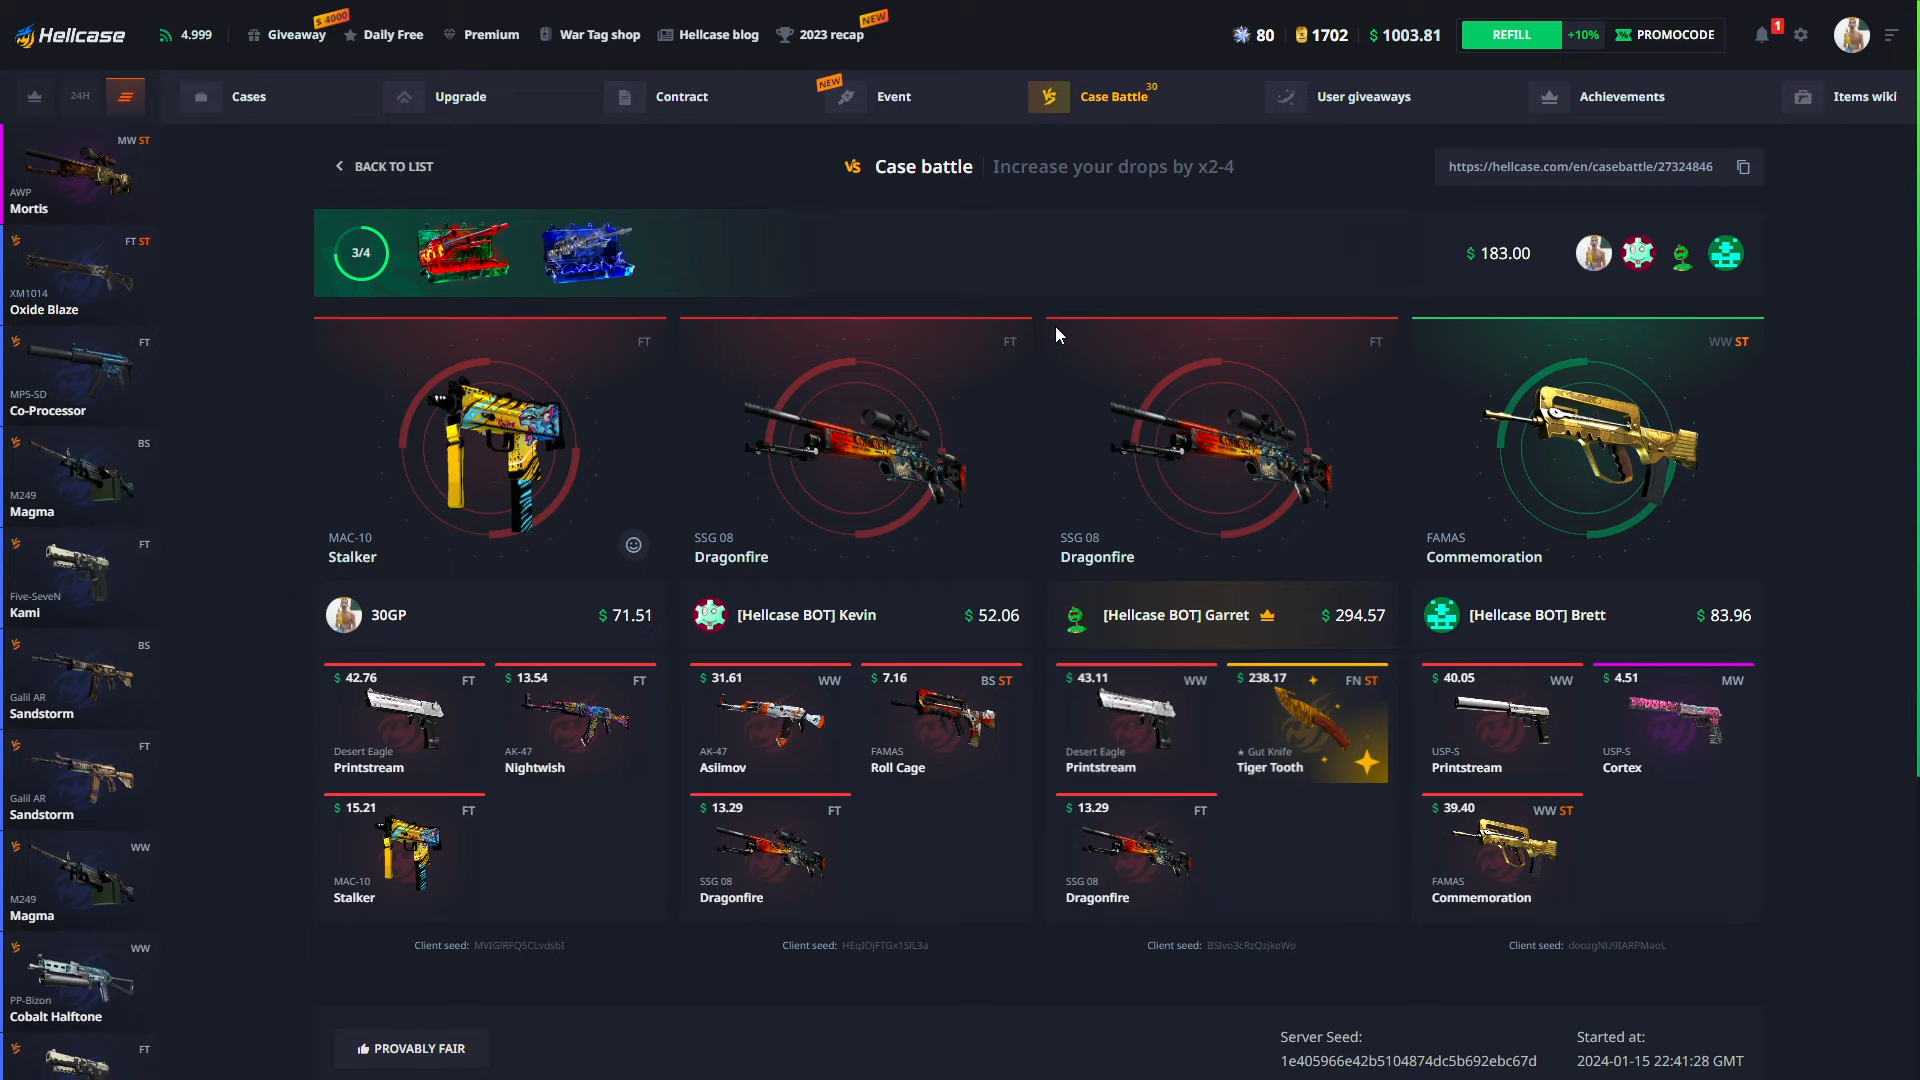 Hellcase
4.999
Giveaway
$ 4000
Daily Free
Premium
War Tag shop
Hellcase blog
2023 recap
NEW
80
1702
$ 1003.81
REFILL
+10%
PROMOCODE
1
24H
Cases
Upgrade
Contract
NEW
Event
VS
Case Battle
30
User giveaways
Achievements
Items wiki
MW ST
AWP
Mortis
FT ST
XM1014
Oxide Blaze
FT
MP5-SD
Co-Processor
BS
M249
Magma
FT
Five-SeveN
Kami
BS
Galil AR
Sandstorm
FT
Galil AR
Sandstorm
WW
M249
Magma
WW
PP-Bizon
Cobalt Halftone
FT
BACK TO LIST
VS Case battle
Increase your drops by x2-4
https://hellcase.com/en/casebattle/27324846
3/4
$ 183.00
FT
MAC-10
Stalker
FT
SSG 08
Dragonfire
FT
SSG 08
Dragonfire
WW ST
FAMAS
Commemoration
30GP
$ 71.51
[Hellcase BOT] Kevin
$ 52.06
[Hellcase BOT] Garret
$ 294.57
[Hellcase BOT] Brett
$ 83.96
$ 42.76
FT
Desert Eagle
Printstream
$ 13.54
FT
AK-47
Nightwish
$ 31.61
WW
AK-47
Asiimov
$ 7.16
BS ST
FAMAS
Roll Cage
$ 43.11
WW
Desert Eagle
Printstream
$ 238.17
FN ST
★ Gut Knife
Tiger Tooth
$ 40.05
WW
USP-S
Printstream
$ 4.51
MW
USP-S
Cortex
$ 15.21
FT
MAC-10
Stalker
$ 13.29
FT
SSG 08
Dragonfire
$ 13.29
FT
SSG 08
Dragonfire
$ 39.40
WW ST
FAMAS
Commemoration
Client seed:
Client seed:
Client seed:
Client seed:
PROVABLY FAIR
Server Seed:
1e405966e42b5104874dc5b692ebc67d
Started at:
2024-01-15 22:41:28 GMT